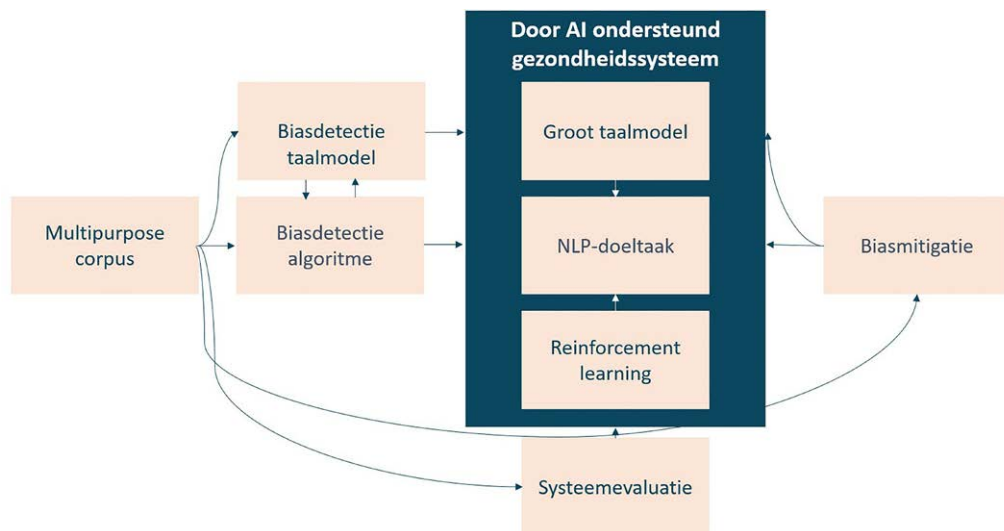 Door AI ondersteund
gezondheidssysteem
Biasdetectie
taalmodel
Groot taalmodel
Multipurpose
corpus
Biasdetectie
algoritme
NLP-doeltaak
Biasmitigatie
Reinforcement
learning
Systeemevaluatie